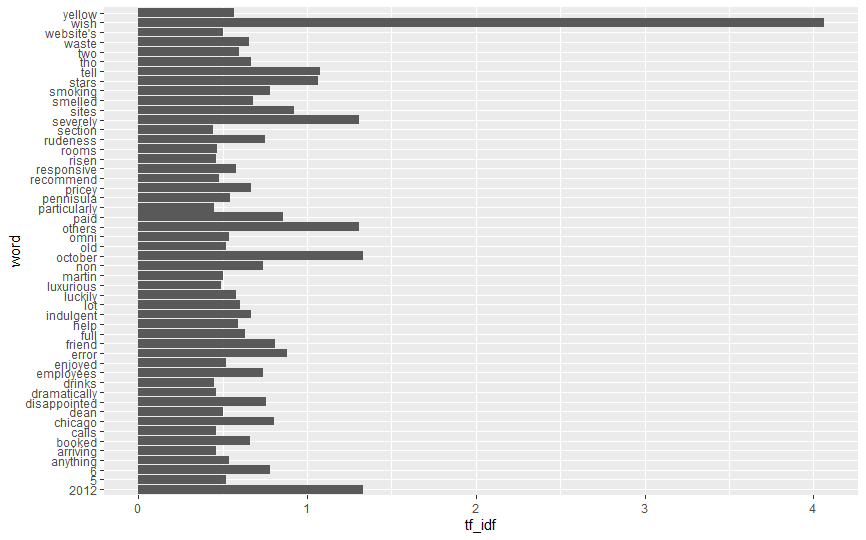 yellow
wish
website's
waste
two
tho
tell
stars
smoking
smelled
sites
severely
section
rudeness
rooms
risen
responsive
recommend
pricey
pennisula
particularly
paid
others
omni
old
october
non
martin
luxurious
luckily
lot
indulgent
help
full
friend
error
enjoyed
employees
drinks
dramatically
disappointed
dean
chicago
calls
booked
arriving
anything
6
5
2012
word
0 1 2 3 4
tf_idf